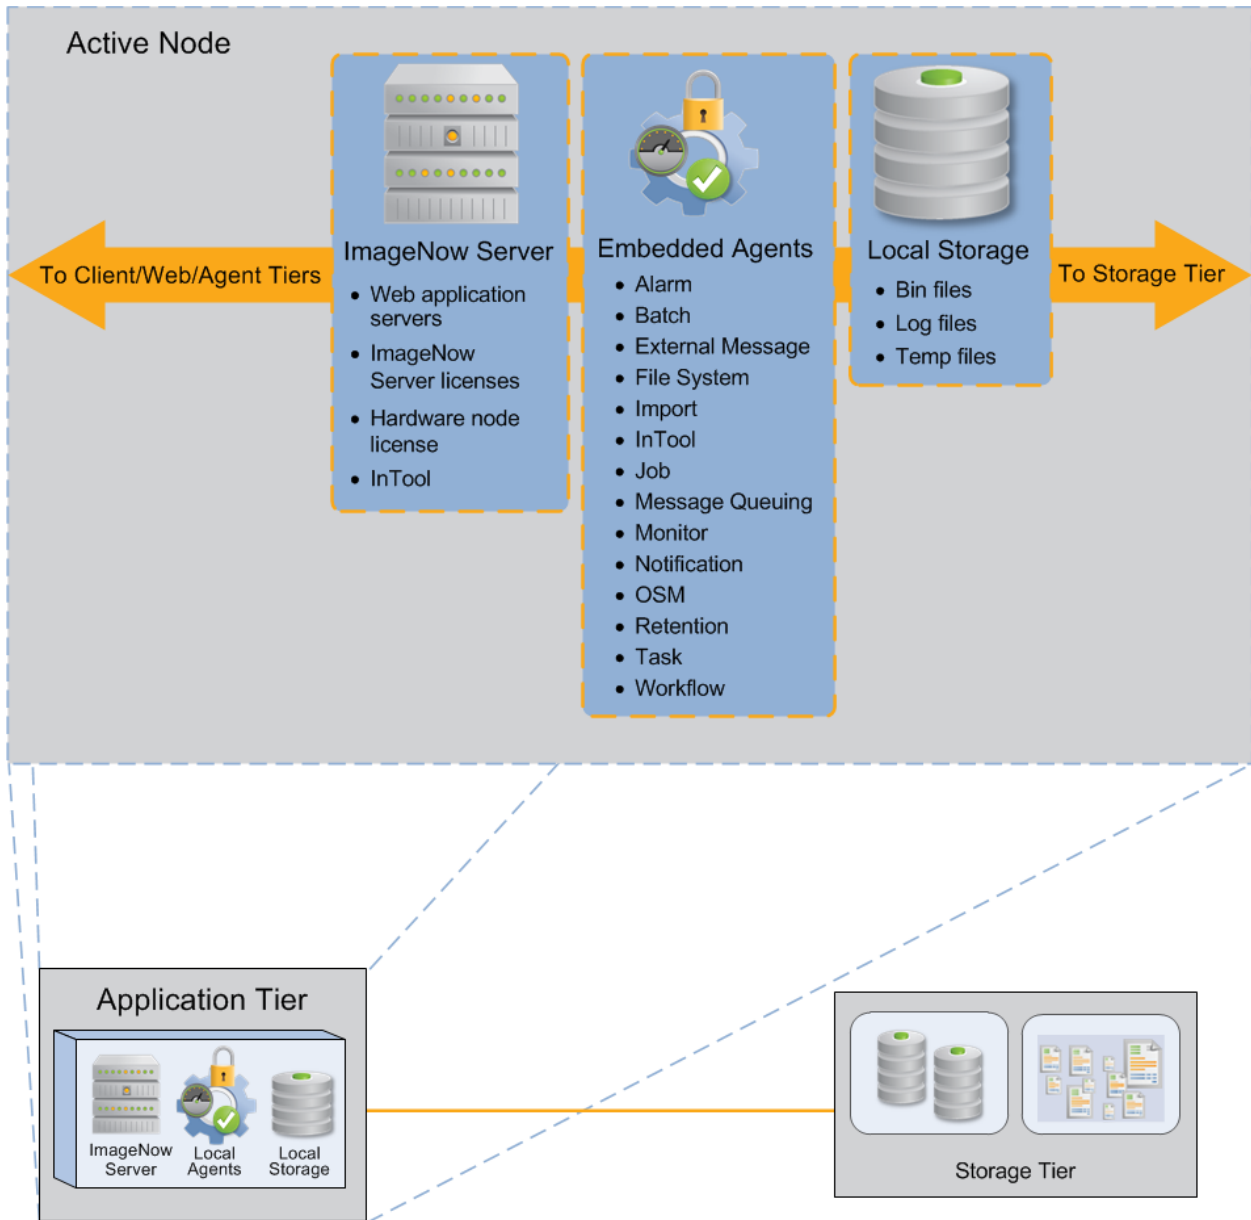 Active Node
To Client/Web/Agent Tiers
ImageNow Server
• Web application
servers
• ImageNow
Server licenses
• Hardware node
license
• InTool
Embedded Agents
• Alarm
• Batch
• External Message
• File System
• Import
• InTool
• Job
• Message Queuing
• Monitor
• Notification
• OSM
• Retention
• Task
• Workflow
Local Storage
• Bin files
• Log files
• Temp files
To Storage Tier
Application Tier
ImageNow
Server
Local
Agents
Local
Storage
Storage Tier